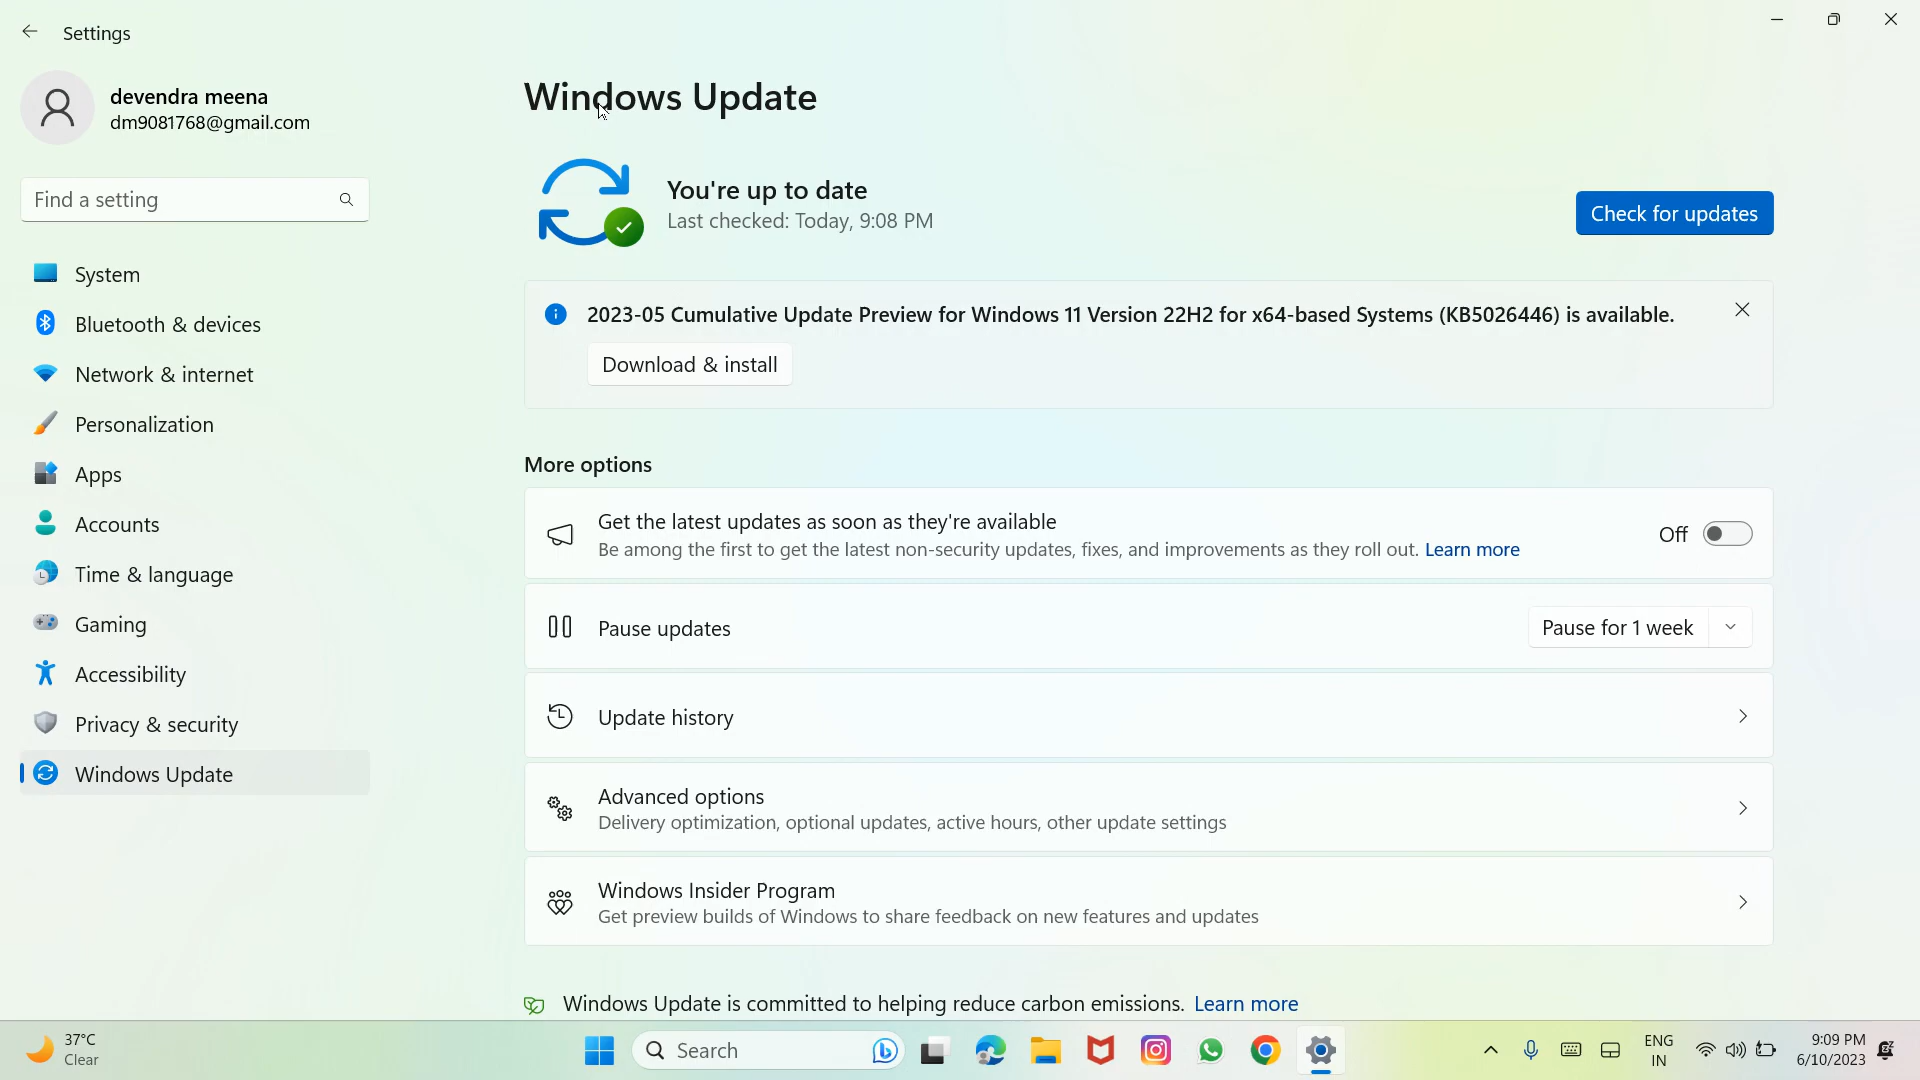 Settings
devendra meena
dm9081768@gmail.com
Find a setting
System
Bluetooth & devices
Network & internet
Personalization
Apps
Accounts
Time & language
Gaming
Accessibility
Privacy & security
Windows Update
Windows Update
You're up to date
Last checked: Today, 9:08 PM
Check for updates
2023-05 Cumulative Update Preview for Windows 11 Version 22H2 for x64-based Systems (KB5026446) is available.
Download & install
More options
Get the latest updates as soon as they're available
Be among the first to get the latest non-security updates, fixes, and improvements as they roll out. Learn more
Off
Pause updates
Pause for 1 week
Update history
Advanced options
Delivery optimization, optional updates, active hours, other update settings
Windows Insider Program
Get preview builds of Windows to share feedback on new features and updates
Windows Update is committed to helping reduce carbon emissions. Learn more
37°C
Clear
Search
ENG
IN
9:09 PM
6/10/2023